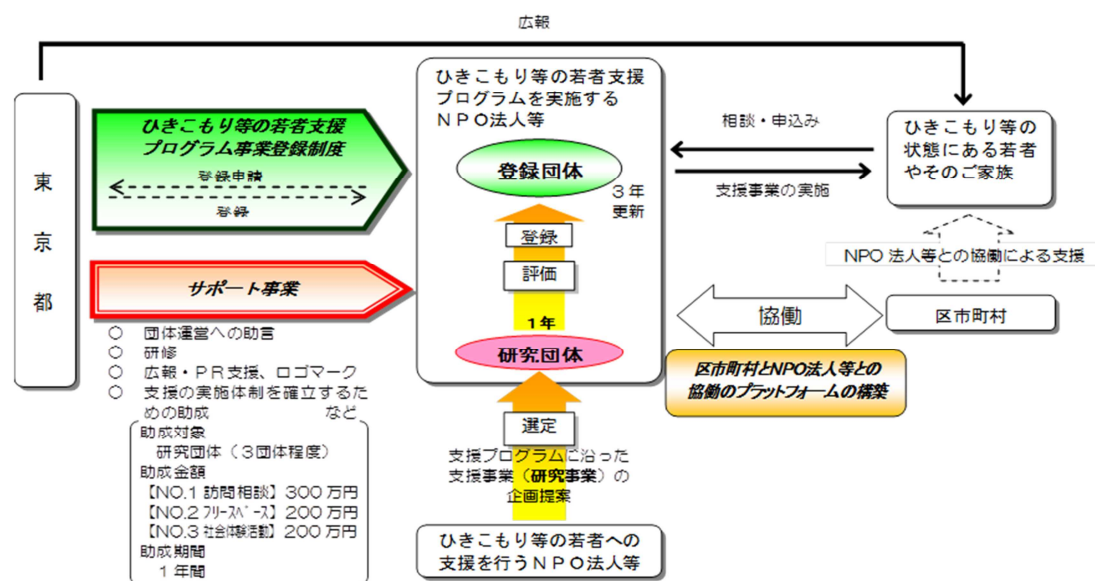 広報
東
京
都
ひきこもり等の若者支援
プログラム事業登録制度
登録申請
登録
サポート事業
○ 団体運営への助言
○ 研修
○ 広報・PR支援、ロゴマーク
○ 支援の実施体制を確立するた
めの助成 など
助成対象
研究団体(3団体程度)
助成金額
【NO.1 訪問相談】300万円
【NO.2 フリースペース】200万円
【NO.3 社会体験活動】200万円
助成期間
1年間
ひきこもり等の若者支援
プログラムを実施する
NPO法人等
登録団体
3年
更新
登録
評価
1年
研究団体
選定
支援プログラムに沿った
支援事業(研究事業)の
企画提案
ひきこもり等の若者への
支援を行うNPO法人等
相談・申込み
支援事業の実施
ひきこもり等の
状態にある若者
やそのご家族
NPO法人等との協働による支援
協働
区市町村
区市町村とNPO法人等との
協働のプラットフォームの構築